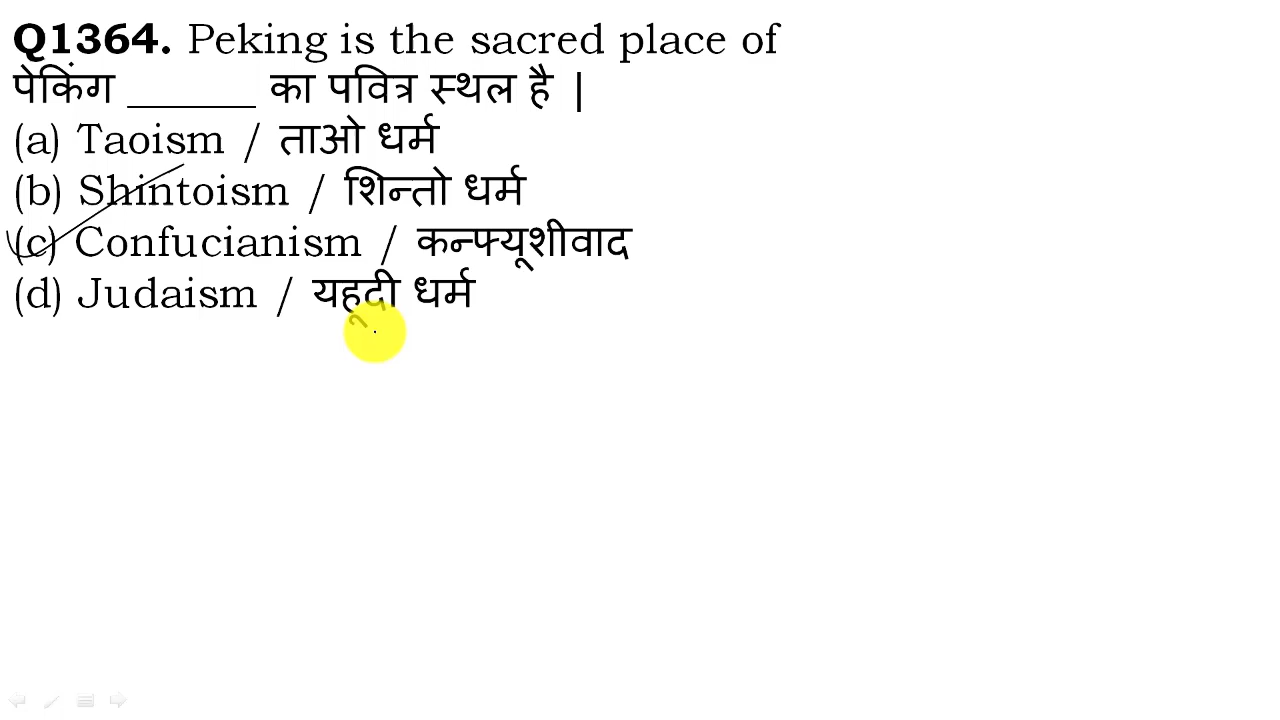 Q1364. Peking is the sacred place of
पेकिंग ______ का पवित्र स्थल है |
(a) Taoism / ताओ धर्म
(b) Shintoism / शिन्तो धर्म
(c) Confucianism / कन्फ्यूशीवाद
(d) Judaism / यहूदी धर्म